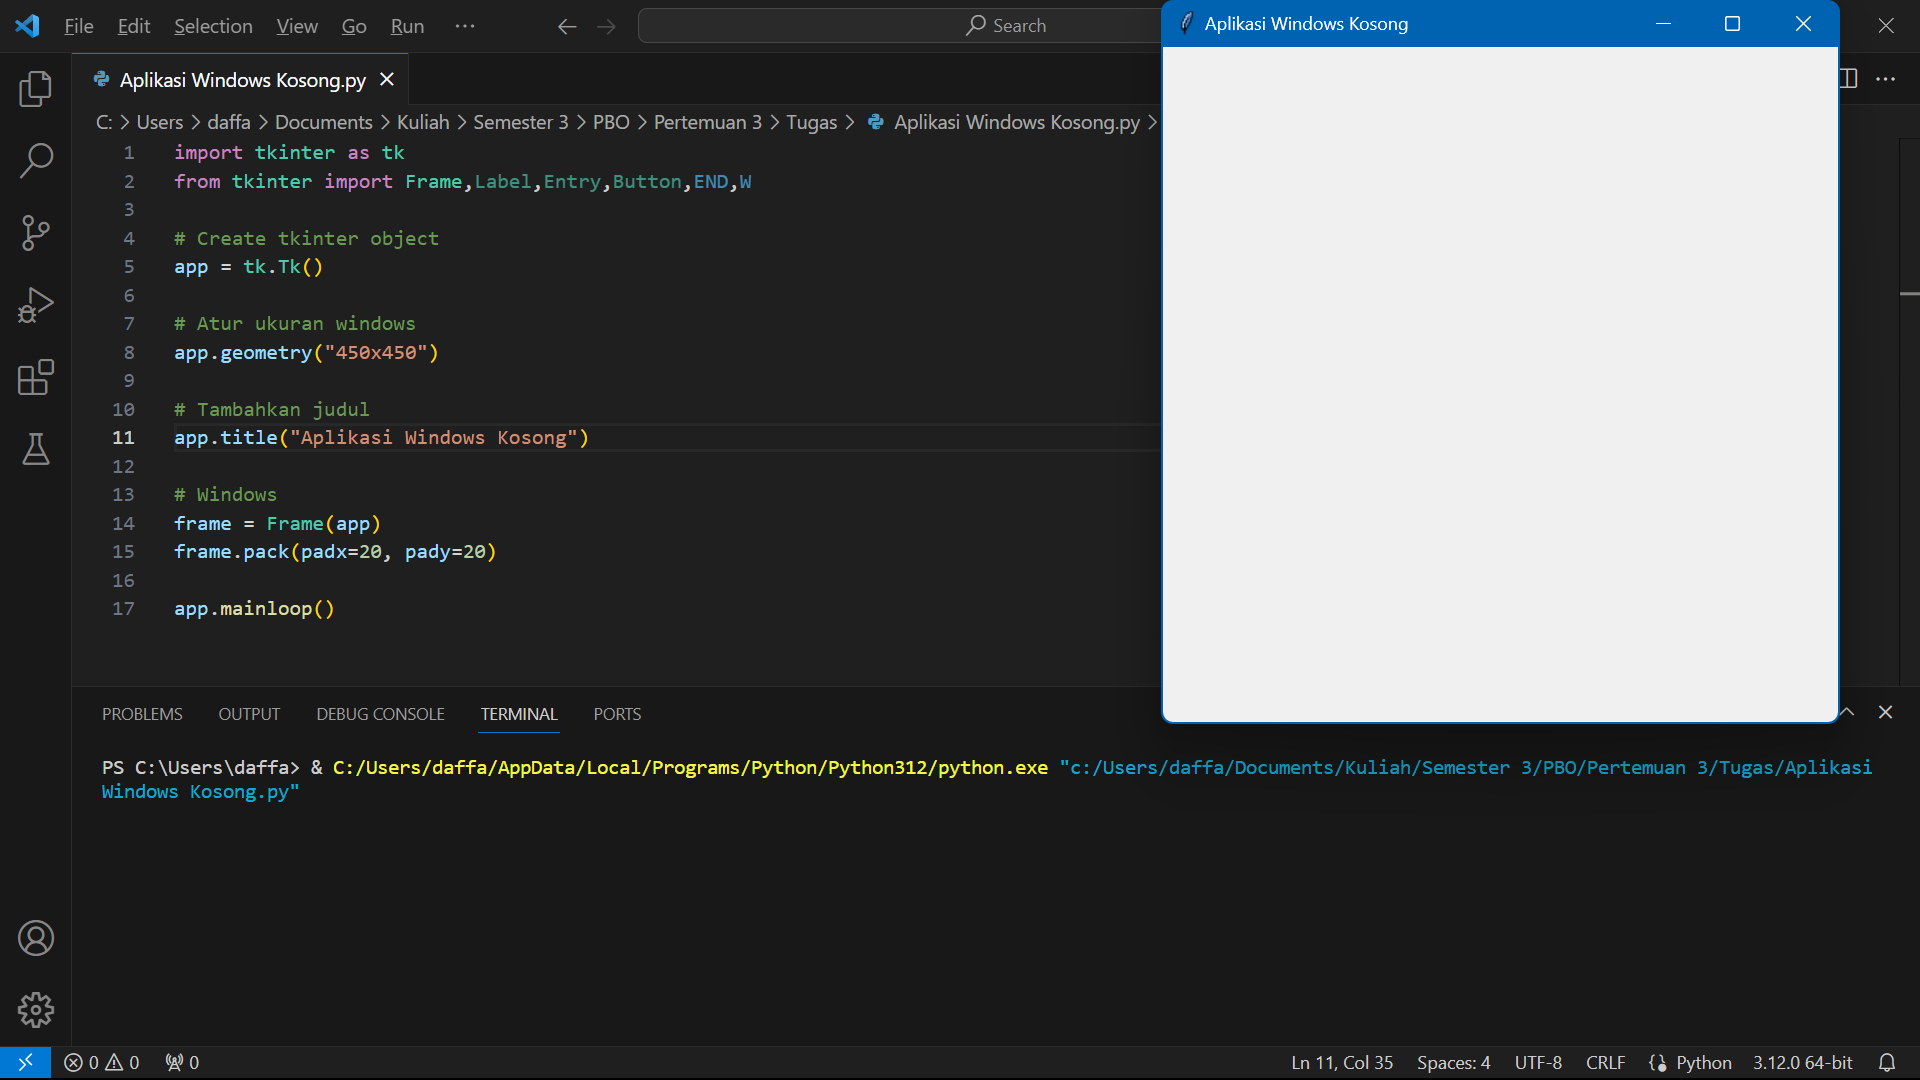 File Edit Selection View Go Run ··· Search
Aplikasi Windows Kosong
Aplikasi Windows Kosong.py
C: > Users > daffa > Documents > Kuliah > Semester 3 > PBO > Pertemuan 3 > Tugas > Aplikasi Windows Kosong.py >
1 import tkinter as tk
2 from tkinter import Frame,Label,Entry,Button,END,W
3
4 # Create tkinter object
5 app = tk.Tk()
6
7 # Atur ukuran windows
8 app.geometry("450x450")
9
10 # Tambahkan judul
11 app.title("Aplikasi Windows Kosong")
12
13 # Windows
14 frame = Frame(app)
15 frame.pack(padx=20, pady=20)
16
17 app.mainloop()
PROBLEMS OUTPUT DEBUG CONSOLE TERMINAL PORTS
PS C:\Users\daffa> & C:/Users/daffa/AppData/Local/Programs/Python/Python312/python.exe "c:/Users/daffa/Documents/Kuliah/Semester 3/PBO/Pertemuan 3/Tugas/Aplikasi
Windows Kosong.py"
0 0 0 Ln 11, Col 35 Spaces: 4 UTF-8 CRLF Python 3.12.0 64-bit